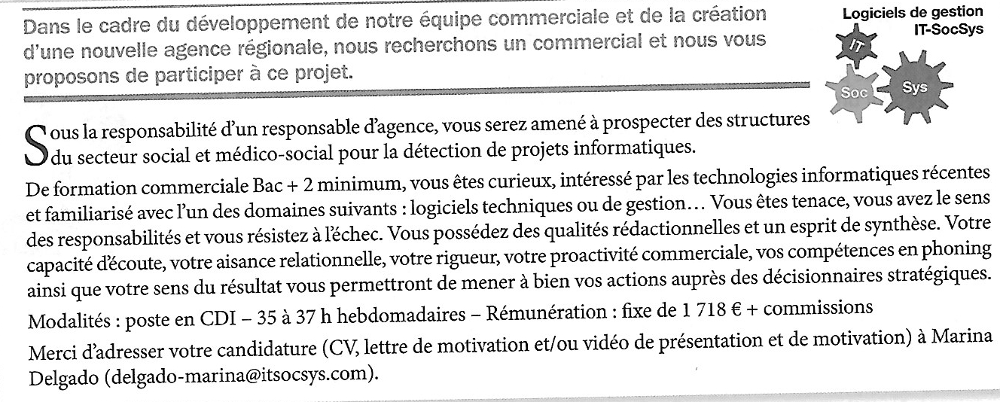 Dans le cadre du développement de notre équipe commerciale et de la création
d'une nouvelle agence régionale, nous recherchons un commercial et nous vous
proposons de participer à ce projet.
Logiciels de gestion
IT-SocSys
IT
Soc
Sys
Sous la responsabilité d'un responsable d'agence, vous serez amené à prospecter des structures
du secteur social et médico-social pour la détection de projets informatiques.
De formation commerciale Bac + 2 minimum, vous êtes curieux, intéressé par les technologies informatiques récentes
et familiarisé avec l'un des domaines suivants : logiciels techniques ou de gestion… Vous êtes tenace, vous avez le sens
des responsabilités et vous résistez à l'échec. Vous possédez des qualités rédactionnelles et un esprit de synthèse. Votre
capacité d'écoute, votre aisance relationnelle, votre rigueur, votre proactivité commerciale, vos compétences en phoning
ainsi que votre sens du résultat vous permettront de mener à bien vos actions auprès des décisionnaires stratégiques.
Modalités : poste en CDI – 35 à 37 h hebdomadaires – Rémunération : fixe de 1 718 € + commissions
Merci d'adresser votre candidature (CV, lettre de motivation et/ou vidéo de présentation et de motivation) à Marina
Delgado (delgado-marina@itsocsys.com).